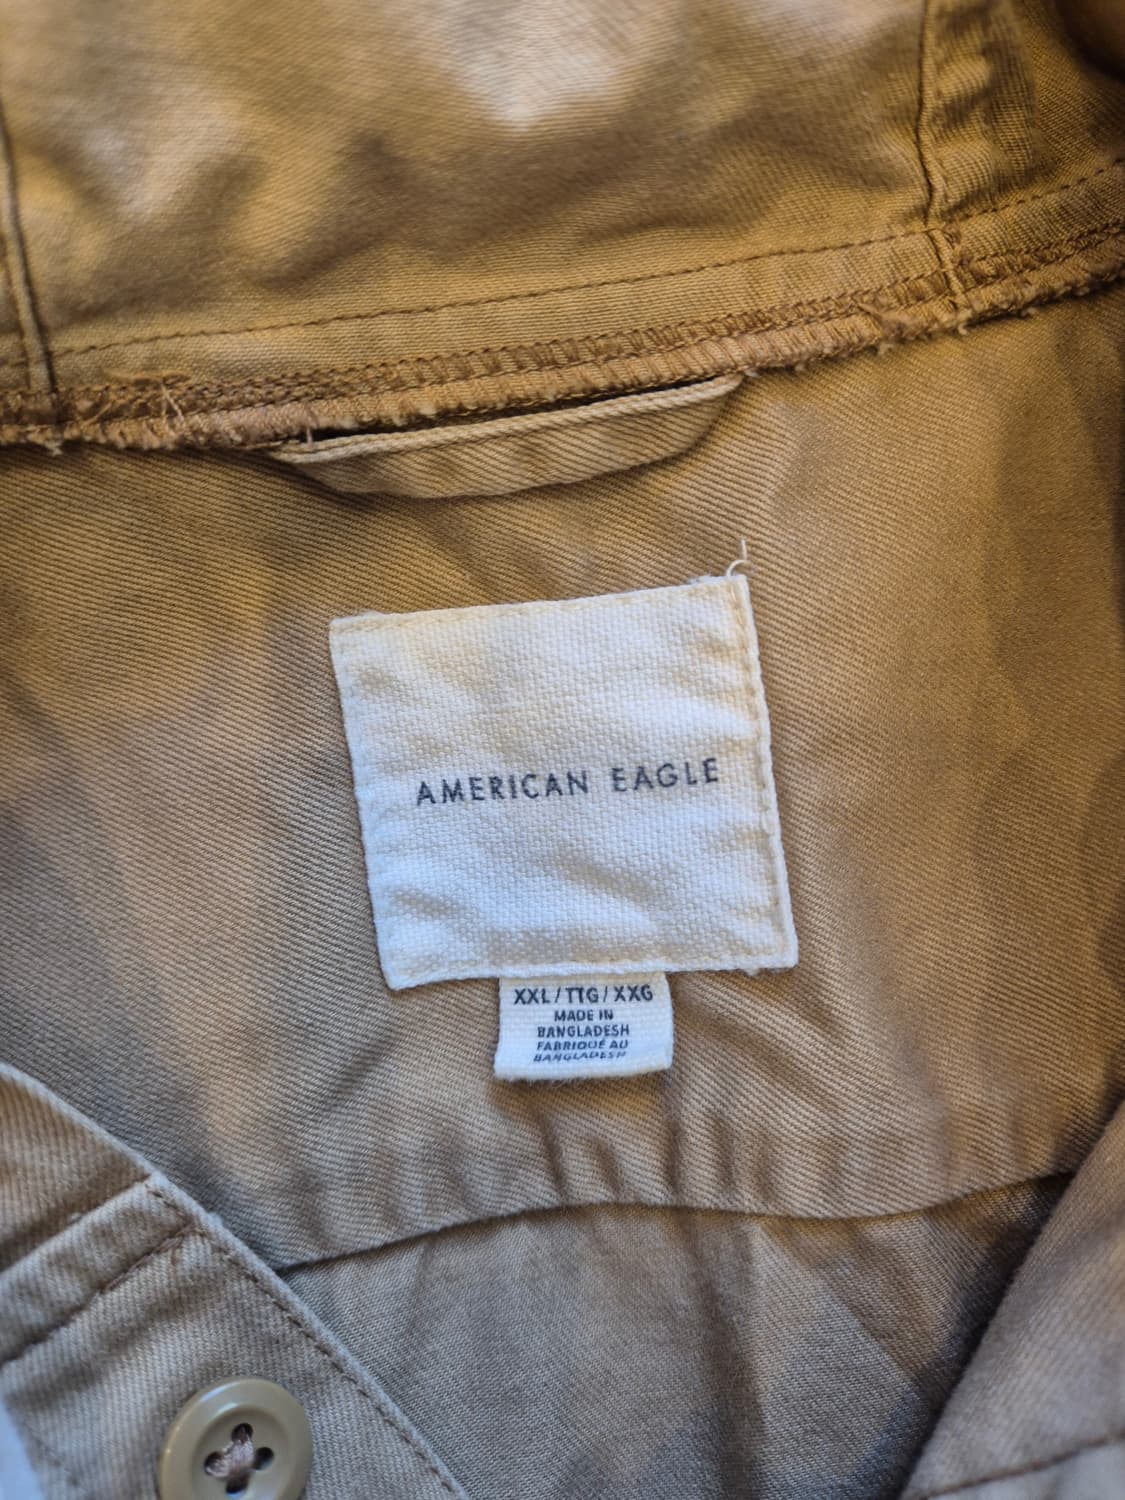 AMERICAN EAGLE
XXL/TTG/XXG
MADE IN
BANGLADESH
FABRIQUÉ AU
BANGLADESH